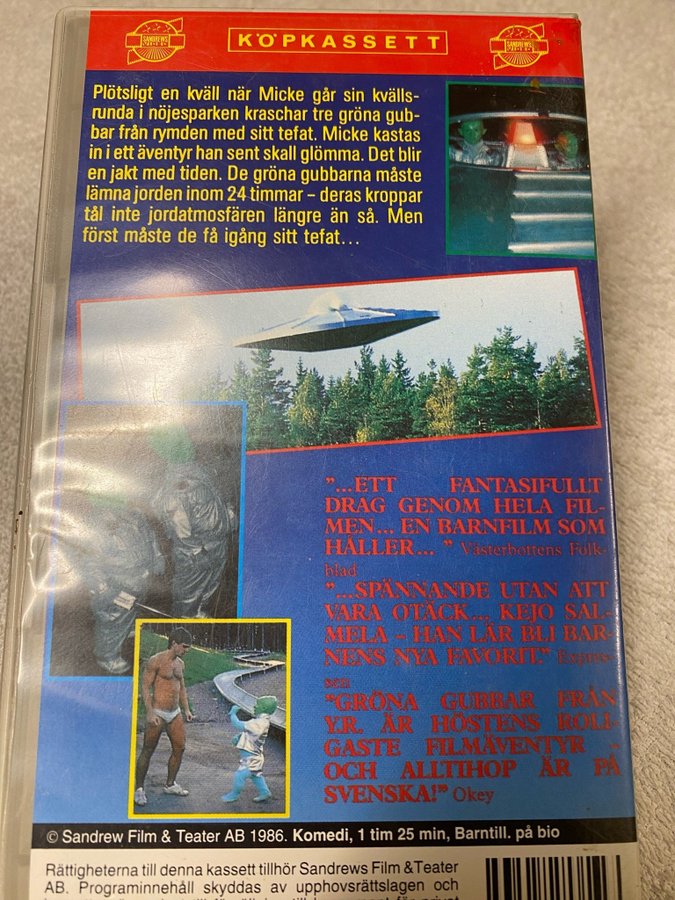 SANDREWS
VIDEO
KÖPKASSETT
SANDREWS
VIDEO
Plötsligt en kväll när Micke går sin kvälls-
runda i nöjesparken kraschar tre gröna gub-
bar från rymden med sitt tefat. Micke kastas
in i ett äventyr han sent skall glömma. Det blir
en jakt med tiden. De gröna gubbarna måste
lämna jorden inom 24 timmar – deras kroppar
tål inte jordatmosfären längre än så. Men
först måste de få igång sitt tefat...
"...ETT FANTASIFULLT
DRAG GENOM HELA FIL-
MEN... EN BARNFILM SOM
HÅLLER... " Västerbottens Folk-
blad
"...SPÄNNANDE UTAN ATT
VARA OTÄCK... KEJO SAL-
MELA – HAN LÄR BLI BAR-
NENS NYA FAVORIT." Expres-
sen
"GRÖNA GUBBAR FRÅN
Y.R. ÄR HÖSTENS ROLI-
GASTE FILMÄVENTYR –
OCH ALLTIHOP ÄR PÅ
SVENSKA!" Okey
© Sandrew Film & Teater AB 1986. Komedi, 1 tim 25 min, Barntill. på bio
Rättigheterna till denna kassett tillhör Sandrews Film & Teater
AB. Programinnehåll skyddas av upphovsrättslagen och